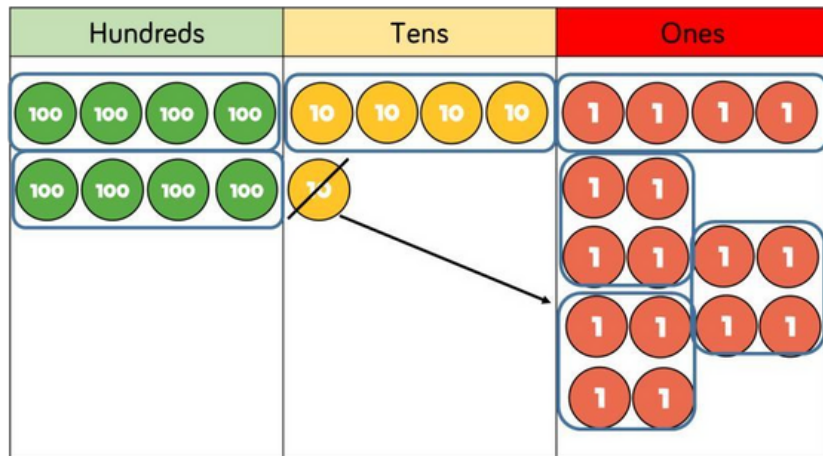 Hundreds Tens Ones
100 100 100 100 10 10 10 10 1 1 1 1
100 100 100 100 10 1 1
1 1 1 1
1 1 1 1
1 1